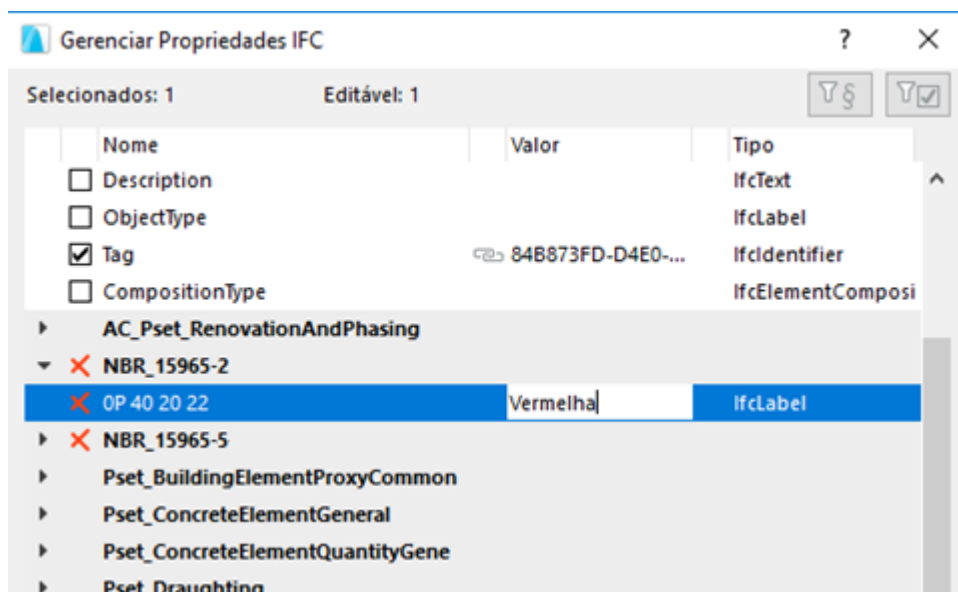 Gerenciar Propriedades IFC ?
Selecionados: 1 Editável: 1 §
Nome Valor Tipo
Description IfcText
ObjectType IfcLabel
Tag 84B873FD-D4E0-... IfcIdentifier
CompositionType IfcElementComposi
AC_Pset_RenovationAndPhasing
NBR_15965-2
0P 40 20 22 Vermelha IfcLabel
NBR_15965-5
Pset_BuildingElementProxyCommon
Pset_ConcreteElementGeneral
Pset_ConcreteElementQuantityGene
Pset_Draughting